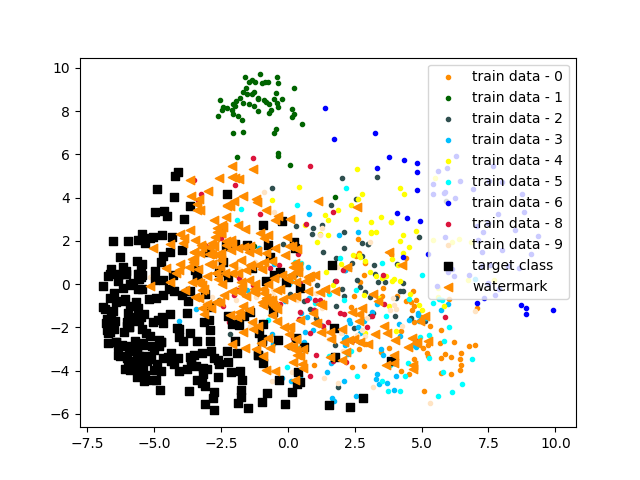 10
8
6
4
2
0
−2
−4
−6
−7.5 −5.0 −2.5 0.0 2.5 5.0 7.5 10.0
train data - 0
train data - 1
train data - 2
train data - 3
train data - 4
train data - 5
train data - 6
train data - 8
train data - 9
target class
watermark